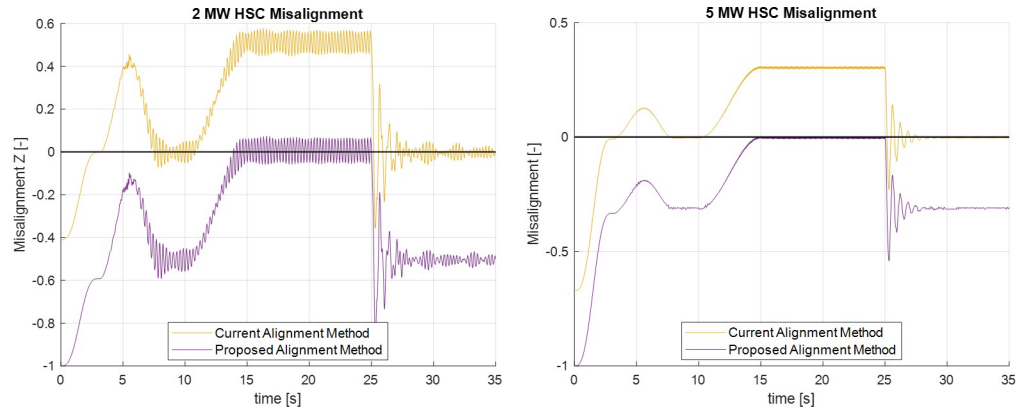 2 MW HSC Misalignment
Misalignment Z [-]
0.6
0.4
0.2
0
-0.2
-0.4
-0.6
-0.8
-1
Current Alignment Method
Proposed Alignment Method
0 5 10 15 20 25 30 35
time [s]
5 MW HSC Misalignment
Misalignment [-]
0.5
0
-0.5
-1
Current Alignment Method
Proposed Alignment Method
0 5 10 15 20 25 30 35
time [s]